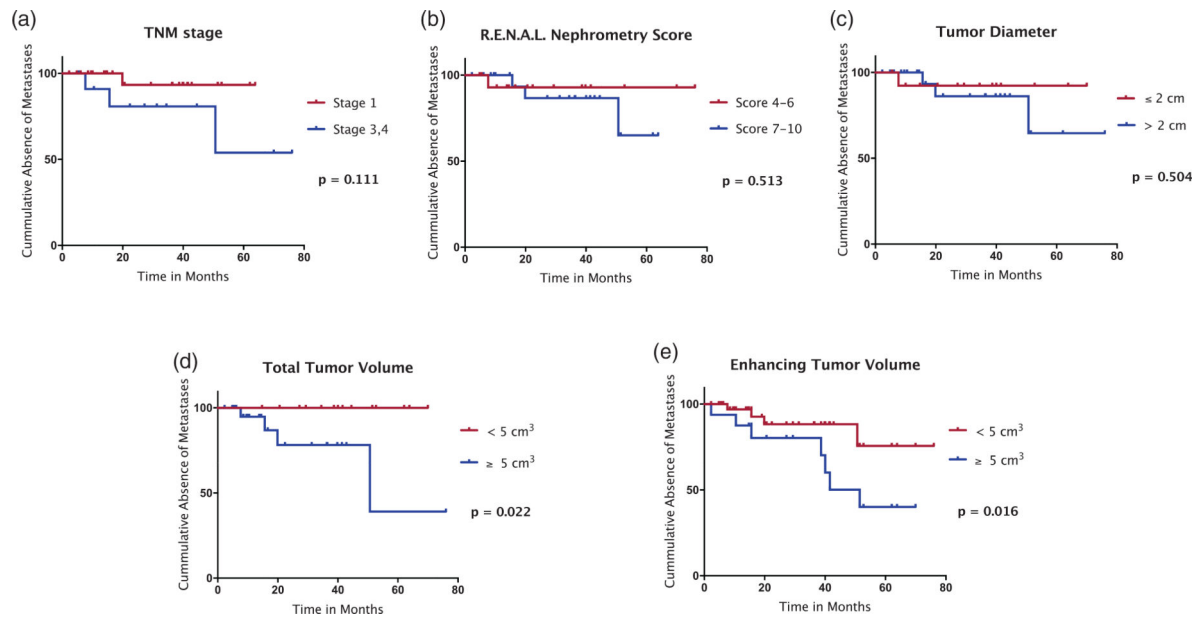 (a)
TNM stage
Cummulative Absence of Metastases
100
50
0
0 20 40 60 80
Time in Months
Stage 1
Stage 3,4
p = 0.111
(b)
R.E.N.A.L. Nephrometry Score
Cummulative Absence of Metastases
100
50
0
0 20 40 60 80
Time in Months
Score 4-6
Score 7-10
p = 0.513
(c)
Tumor Diameter
Cummulative Absence of Metastases
100
50
0
0 20 40 60 80
Time in Months
≤ 2 cm
> 2 cm
p = 0.504
(d)
Total Tumor Volume
Cummulative Absence of Metastases
100
50
0
0 20 40 60 80
Time in Months
< 5 cm³
≥ 5 cm³
p = 0.022
(e)
Enhancing Tumor Volume
Cummulative Absence of Metastases
100
50
0
0 20 40 60 80
Time in Months
< 5 cm³
≥ 5 cm³
p = 0.016